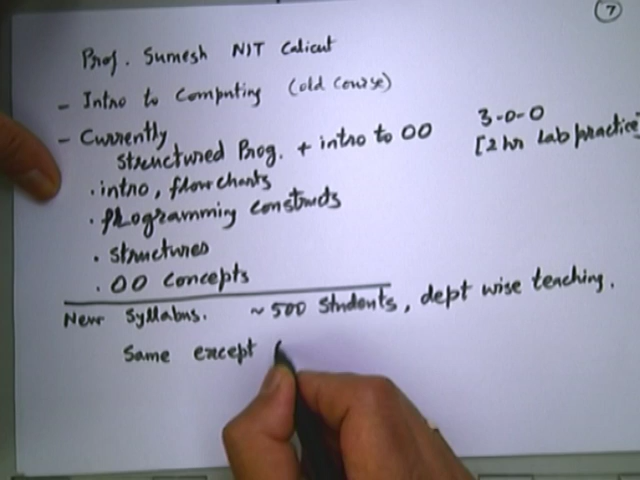 7
Prof. Sumesh NIT Calicut
- Intro to Computing (old course)
- Currently
structured Prog. + intro to OO 3-0-0
[2 hr Lab practice]
. intro, flowcharts
. Programming constructs
. structures
. OO concepts
New Syllabus. ~ 500 students, dept wise teaching.
Same except